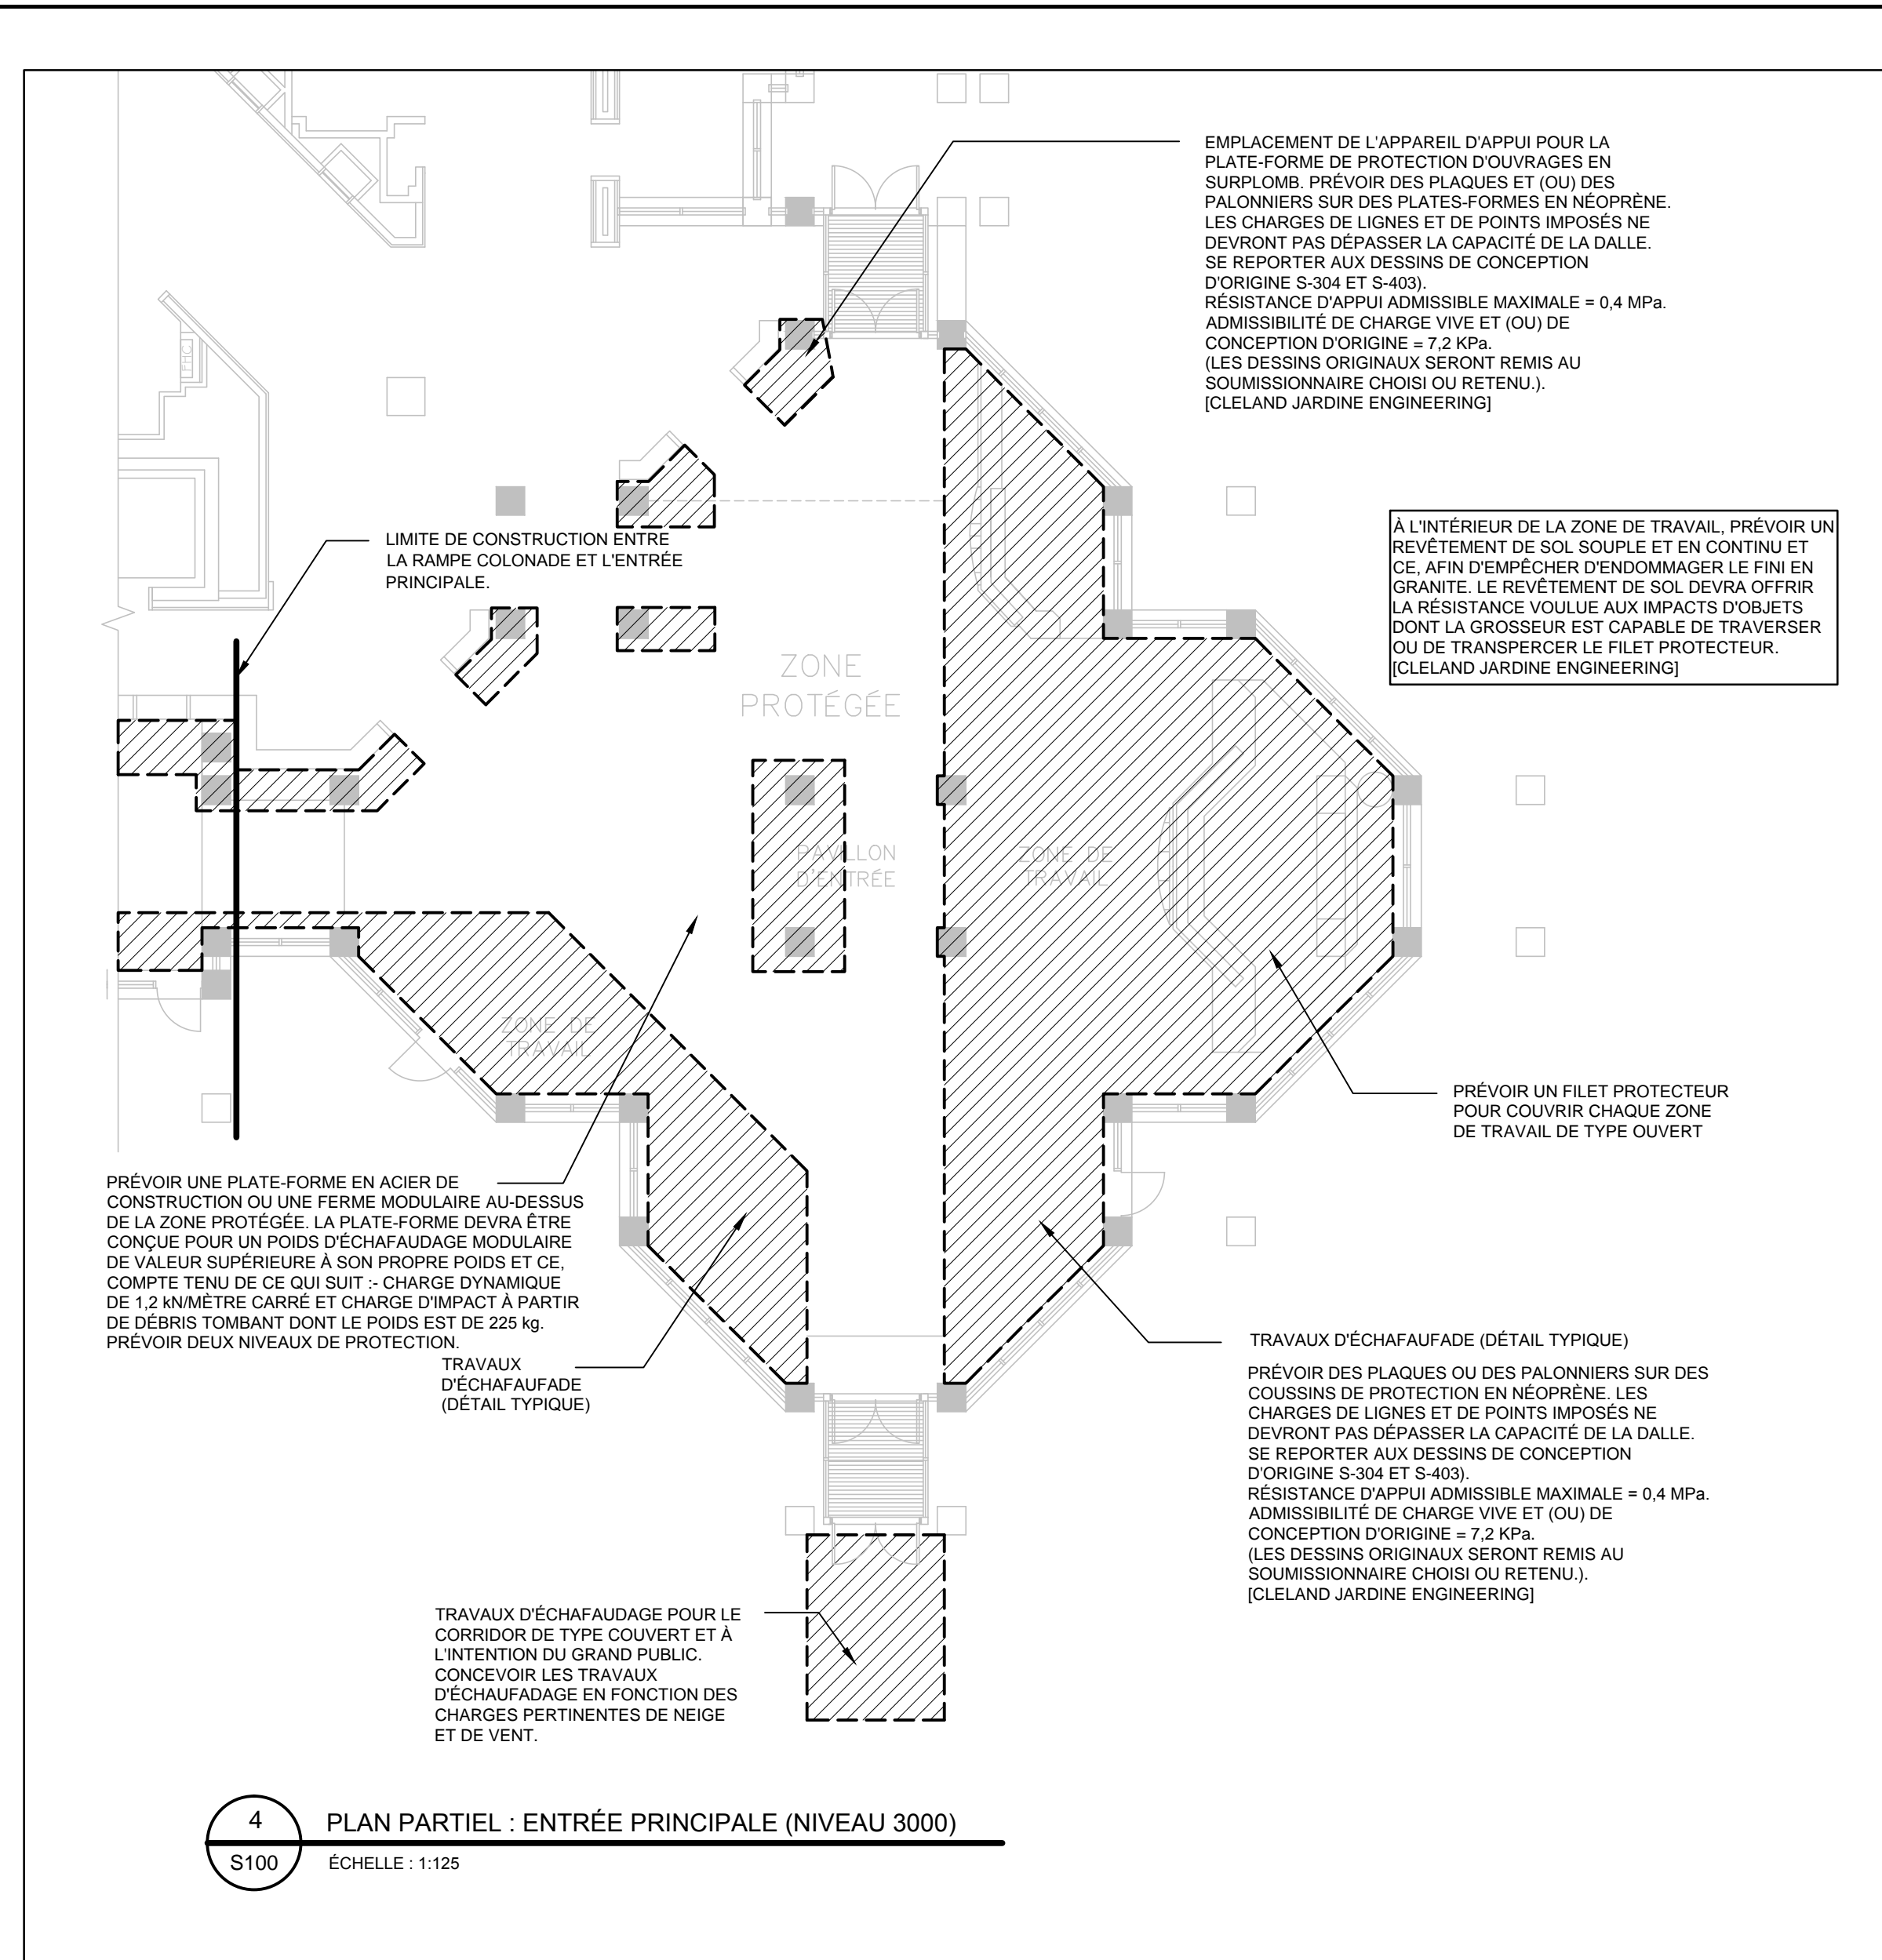 EMPLACEMENT DE L'APPAREIL D'APPUI POUR LA
PLATE-FORME DE PROTECTION D'OUVRAGES EN
SURPLOMB. PRÉVOIR DES PLAQUES ET (OU) DES
PALONNIERS SUR DES PLATES-FORMES EN NÉOPRÈNE.
LES CHARGES DE LIGNES ET DE POINTS IMPOSÉS NE
DEVRONT PAS DÉPASSER LA CAPACITÉ DE LA DALLE.
SE REPORTER AUX DESSINS DE CONCEPTION
D'ORIGINE S-304 ET S-403).
RÉSISTANCE D'APPUI ADMISSIBLE MAXIMALE = 0,4 MPa.
ADMISSIBILITÉ DE CHARGE VIVE ET (OU) DE
CONCEPTION D'ORIGINE = 7,2 KPa.
(LES DESSINS ORIGINAUX SERONT REMIS AU
SOUMISSIONNAIRE CHOISI OU RETENU.).
[CLELAND JARDINE ENGINEERING]
FHC
LIMITE DE CONSTRUCTION ENTRE
LA RAMPE COLONADE ET L'ENTRÉE
PRINCIPALE.
À L'INTÉRIEUR DE LA ZONE DE TRAVAIL, PRÉVOIR UN
REVÊTEMENT DE SOL SOUPLE ET EN CONTINU ET
CE, AFIN D'EMPÊCHER D'ENDOMMAGER LE FINI EN
GRANITE. LE REVÊTEMENT DE SOL DEVRA OFFRIR
LA RÉSISTANCE VOULUE AUX IMPACTS D'OBJETS
DONT LA GROSSEUR EST CAPABLE DE TRAVERSER
OU DE TRANSPERCER LE FILET PROTECTEUR.
[CLELAND JARDINE ENGINEERING]
ZONE
PROTÉGÉE
PAVILLON
D'ENTRÉE
ZONE DE
TRAVAIL
ZONE DE
TRAVAIL
PRÉVOIR UN FILET PROTECTEUR
POUR COUVRIR CHAQUE ZONE
DE TRAVAIL DE TYPE OUVERT
PRÉVOIR UNE PLATE-FORME EN ACIER DE
CONSTRUCTION OU UNE FERME MODULAIRE AU-DESSUS
DE LA ZONE PROTÉGÉE. LA PLATE-FORME DEVRA ÊTRE
CONÇUE POUR UN POIDS D'ÉCHAFAUDAGE MODULAIRE
DE VALEUR SUPÉRIEURE À SON PROPRE POIDS ET CE,
COMPTE TENU DE CE QUI SUIT :- CHARGE DYNAMIQUE
DE 1,2 kN/MÈTRE CARRÉ ET CHARGE D'IMPACT À PARTIR
DE DÉBRIS TOMBANT DONT LE POIDS EST DE 225 kg.
PRÉVOIR DEUX NIVEAUX DE PROTECTION.
TRAVAUX
D'ÉCHAFAUFADE
(DÉTAIL TYPIQUE)
TRAVAUX D'ÉCHAFAUFADE (DÉTAIL TYPIQUE)
PRÉVOIR DES PLAQUES OU DES PALONNIERS SUR DES
COUSSINS DE PROTECTION EN NÉOPRÈNE. LES
CHARGES DE LIGNES ET DE POINTS IMPOSÉS NE
DEVRONT PAS DÉPASSER LA CAPACITÉ DE LA DALLE.
SE REPORTER AUX DESSINS DE CONCEPTION
D'ORIGINE S-304 ET S-403).
RÉSISTANCE D'APPUI ADMISSIBLE MAXIMALE = 0,4 MPa.
ADMISSIBILITÉ DE CHARGE VIVE ET (OU) DE
CONCEPTION D'ORIGINE = 7,2 KPa.
(LES DESSINS ORIGINAUX SERONT REMIS AU
SOUMISSIONNAIRE CHOISI OU RETENU.).
[CLELAND JARDINE ENGINEERING]
TRAVAUX D'ÉCHAFAUDAGE POUR LE
CORRIDOR DE TYPE COUVERT ET À
L'INTENTION DU GRAND PUBLIC.
CONCEVOIR LES TRAVAUX
D'ÉCHAUFADAGE EN FONCTION DES
CHARGES PERTINENTES DE NEIGE
ET DE VENT.
4
S100
PLAN PARTIEL : ENTRÉE PRINCIPALE (NIVEAU 3000)
ÉCHELLE : 1:125